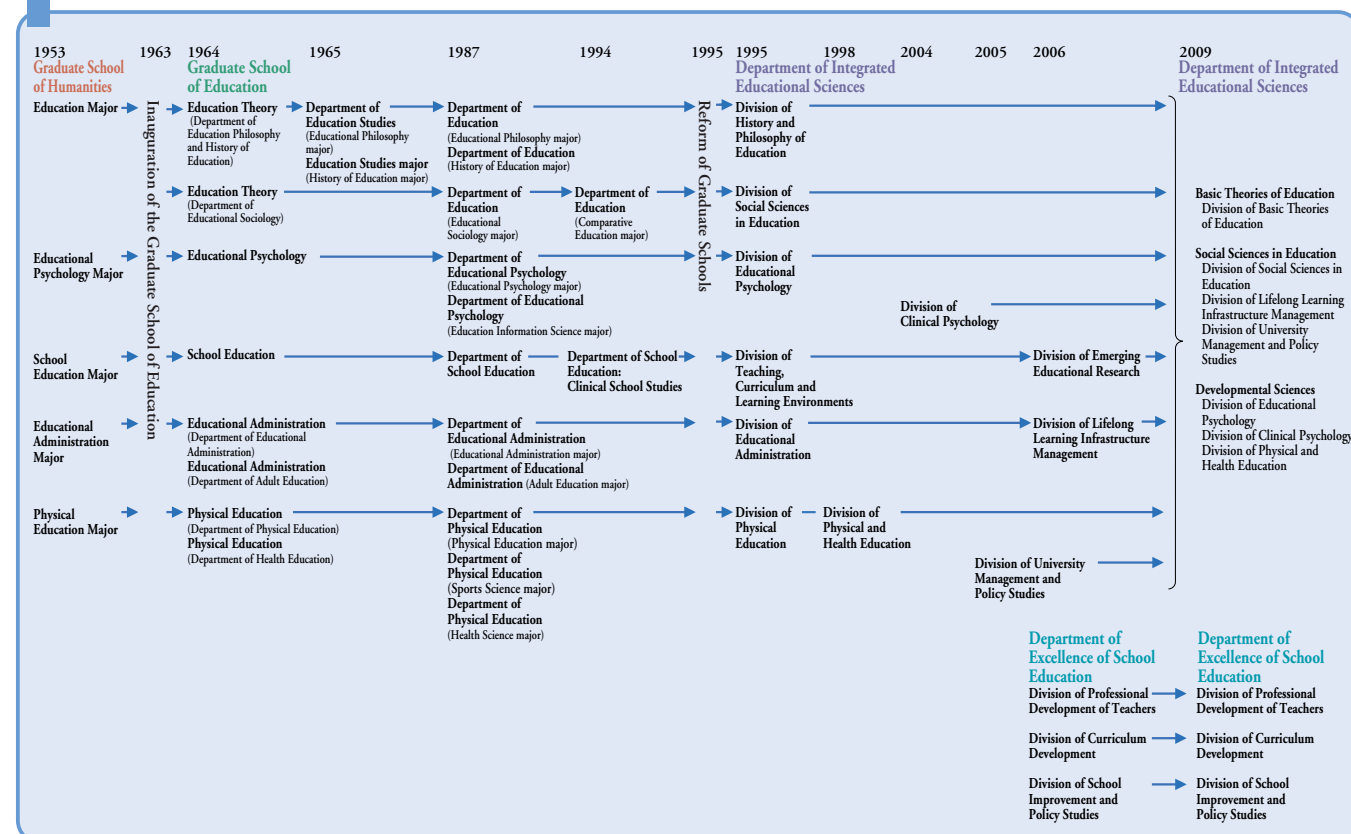 1953
1963
1964
1965
1987
1994
1995
1995
1998
2004
2005
2006
2009
Graduate School
of Humanities
Graduate School
of Education
Department of Integrated
Educational Sciences
Department of Integrated
Educational Sciences
Inauguration of the Graduate School of Education
Reform of Graduate Schools
Education Major
Education Theory
(Department of
Education Philosophy
and History of
Education)
Department of
Education Studies
(Educational Philosophy
major)
Education Studies major
(History of Education major)
Department of
Education
(Educational Philosophy major)
Department of Education
(History of Education major)
Division of
History and
Philosophy of
Education
Education Theory
(Department of
Educational Sociology)
Department of
Education
(Educational
Sociology major)
Department of
Education
(Comparative
Education major)
Division of
Social Sciences
in Education
Educational
Psychology Major
Educational Psychology
Department of
Educational Psychology
(Educational Psychology major)
Department of Educational
Psychology
(Education Information Science major)
Division of
Educational
Psychology
Division of
Clinical Psychology
School
Education Major
School Education
Department of
School Education
Department of School
Education:
Clinical School Studies
Division of
Teaching,
Curriculum and
Learning Environments
Division of Emerging
Educational Research
Educational
Administration
Major
Educational Administration
(Department of Educational
Administration)
Educational Administration
(Department of Adult Education)
Department of
Educational Administration
(Educational Administration major)
Department of Educational
Administration (Adult Education major)
Division of
Educational
Administration
Division of Lifelong
Learning Infrastructure
Management
Physical
Education Major
Physical Education
(Department of Physical Education)
Physical Education
(Department of Health Education)
Department of
Physical Education
(Physical Education major)
Department of
Physical Education
(Sports Science major)
Department of
Physical Education
(Health Science major)
Division of
Physical
Education
Division of
Physical and
Health Education
Division of University
Management and
Policy Studies
Basic Theories of Education
Division of Basic Theories
of Education
Social Sciences in Education
Division of Social Sciences in
Education
Division of Lifelong Learning
Infrastructure Management
Division of University
Management and Policy
Studies
Developmental Sciences
Division of Educational
Psychology
Division of Clinical Psychology
Division of Physical and
Health Education
Department of
Excellence of School
Education
Division of Professional
Development of Teachers
Division of Curriculum
Development
Division of School
Improvement and
Policy Studies
Department of
Excellence of School
Education
Division of Professional
Development of Teachers
Division of Curriculum
Development
Division of School
Improvement and
Policy Studies